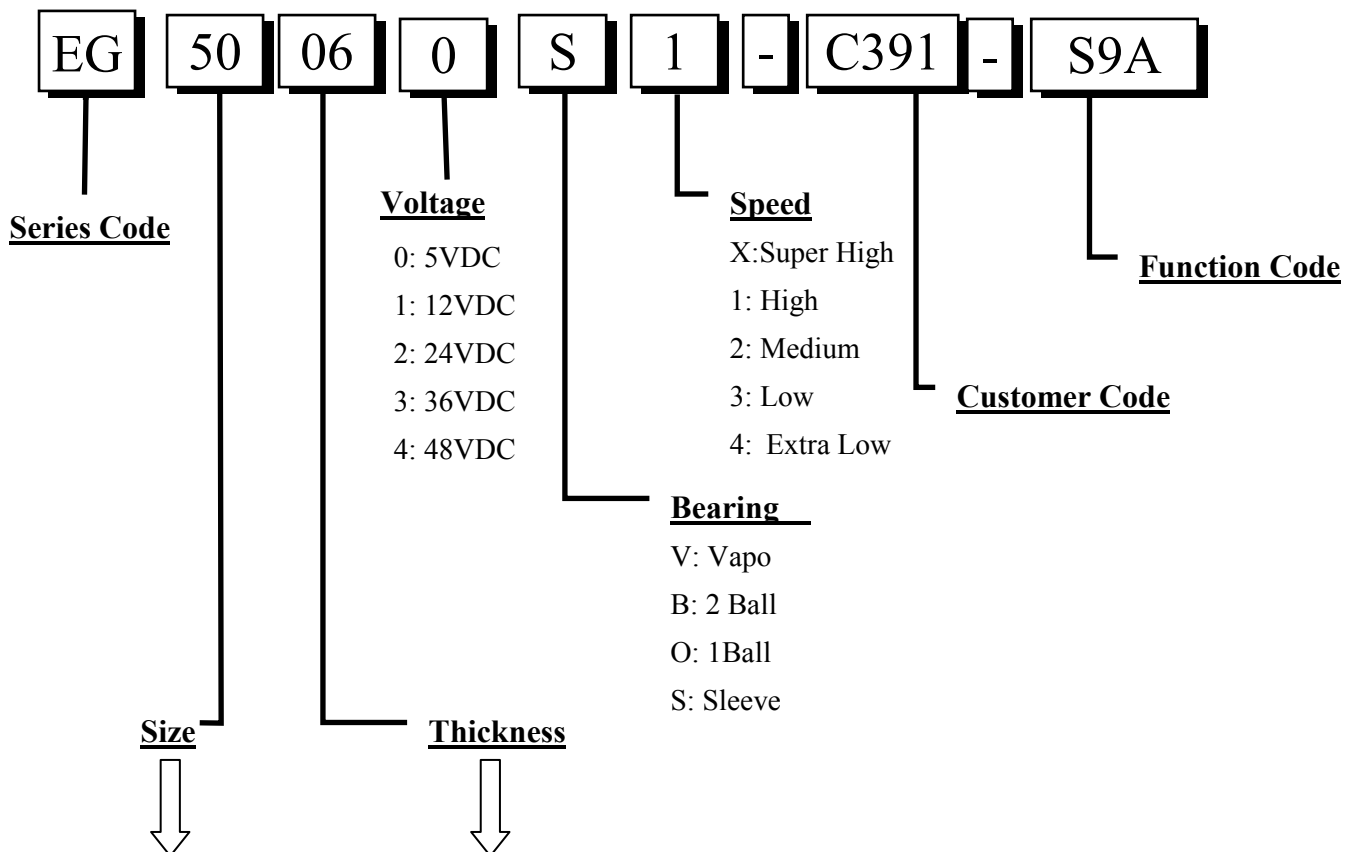 EG 50 06 0 S 1 - C391 - S9A
Series Code
Voltage
0: 5VDC
1: 12VDC
2: 24VDC
3: 36VDC
4: 48VDC
Speed
X:Super High
1: High
2: Medium
3: Low
4: Extra Low
Function Code
Customer Code
Bearing
V: Vapo
B: 2 Ball
O: 1Ball
S: Sleeve
Size
Thickness